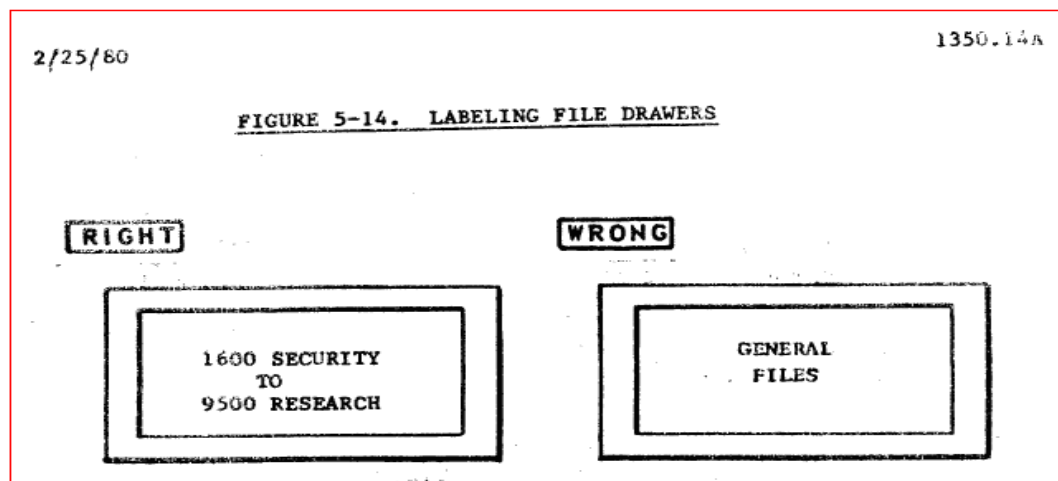 2/25/80
1350.14A
FIGURE 5-14. LABELING FILE DRAWERS
RIGHT
WRONG
1600 SECURITY
TO
9500 RESEARCH
GENERAL
FILES